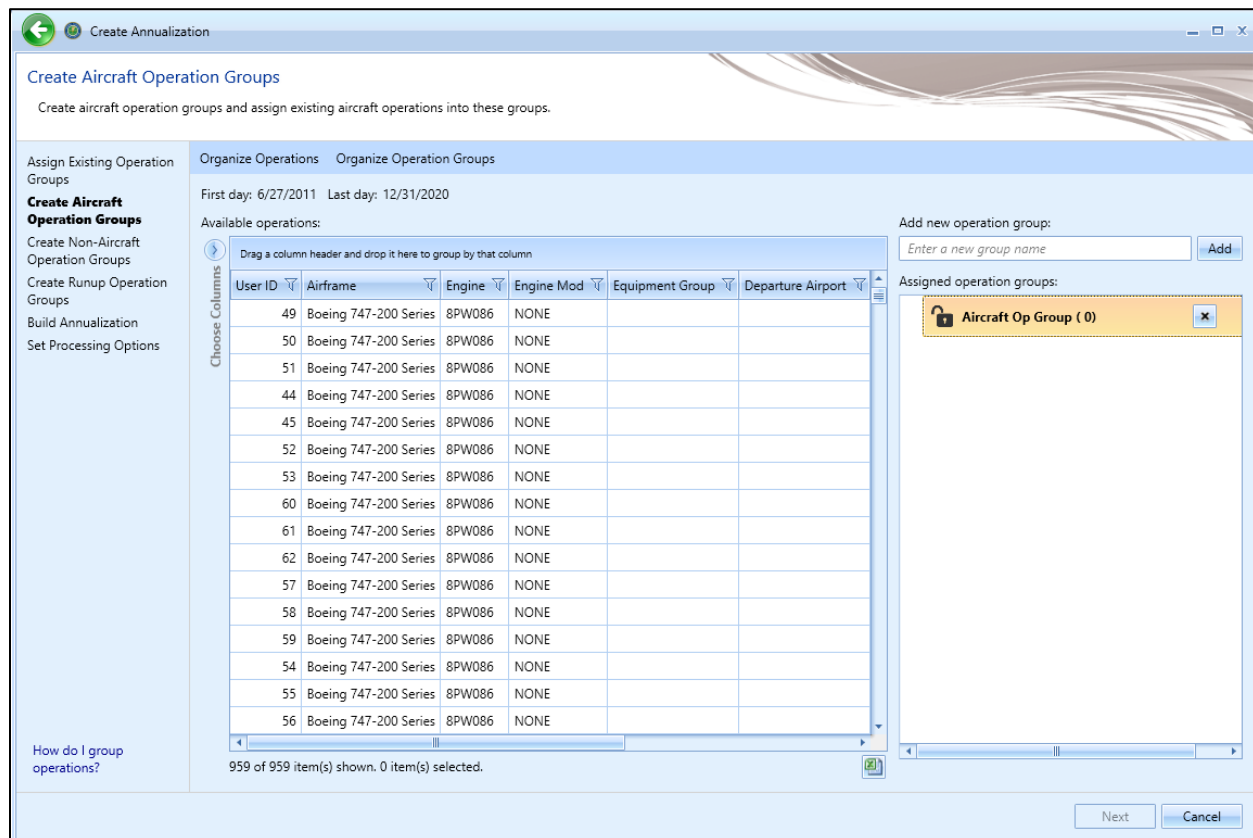 Create Annualization
Create Aircraft Operation Groups
Create aircraft operation groups and assign existing aircraft operations into these groups.
Assign Existing Operation
Groups
Create Aircraft
Operation Groups
Create Non-Aircraft
Operation Groups
Create Runup Operation
Groups
Build Annualization
Set Processing Options
How do I group
operations?
Organize Operations Organize Operation Groups
First day: 6/27/2011 Last day: 12/31/2020
Available operations:
Choose Columns
Drag a column header and drop it here to group by that column
User ID Airframe Engine Engine Mod Equipment Group Departure Airport
49 Boeing 747-200 Series 8PW086 NONE
50 Boeing 747-200 Series 8PW086 NONE
51 Boeing 747-200 Series 8PW086 NONE
44 Boeing 747-200 Series 8PW086 NONE
45 Boeing 747-200 Series 8PW086 NONE
52 Boeing 747-200 Series 8PW086 NONE
53 Boeing 747-200 Series 8PW086 NONE
60 Boeing 747-200 Series 8PW086 NONE
61 Boeing 747-200 Series 8PW086 NONE
62 Boeing 747-200 Series 8PW086 NONE
57 Boeing 747-200 Series 8PW086 NONE
58 Boeing 747-200 Series 8PW086 NONE
59 Boeing 747-200 Series 8PW086 NONE
54 Boeing 747-200 Series 8PW086 NONE
55 Boeing 747-200 Series 8PW086 NONE
56 Boeing 747-200 Series 8PW086 NONE
959 of 959 item(s) shown. 0 item(s) selected.
Add new operation group:
Enter a new group name Add
Assigned operation groups:
Aircraft Op Group ( 0)
Next Cancel